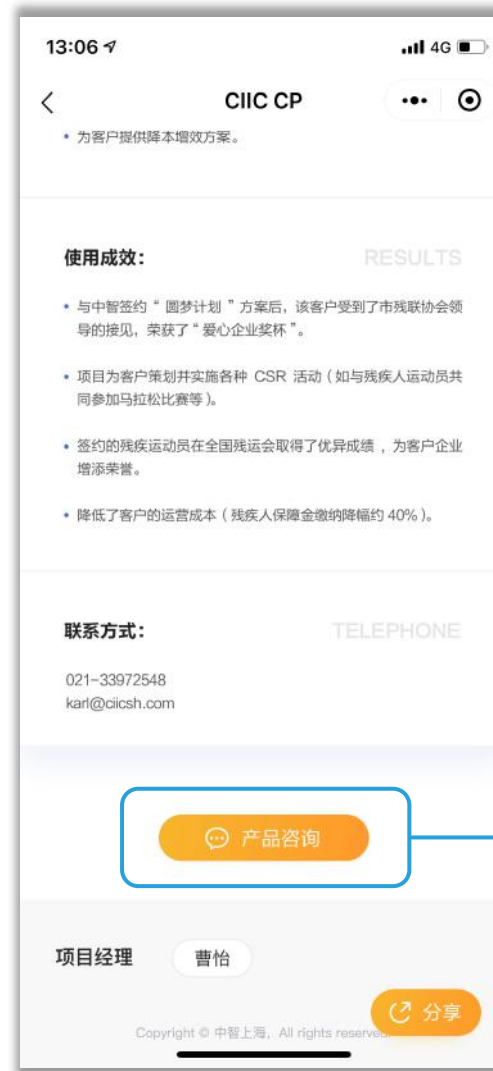 13:06
4G
CIIC CP
• 为客户提供降本增效方案。
使用成效：
RESULTS
• 与中智签约“圆梦计划”方案后，该客户受到了市残联协会领
导的接见，荣获了“爱心企业奖杯”。
• 项目为客户策划并实施各种 CSR 活动（如与残疾人运动员共
同参加马拉松比赛等）。
• 签约的残疾运动员在全国残运会取得了优异成绩，为客户企业
增添荣誉。
• 降低了客户的运营成本（残疾人保障金缴纳降幅约 40%）。
联系方式：
TELEPHONE
021-33972548
karl@ciicsh.com
产品咨询
项目经理
曹怡
分享
Copyright © 中智上海，All rights reserve